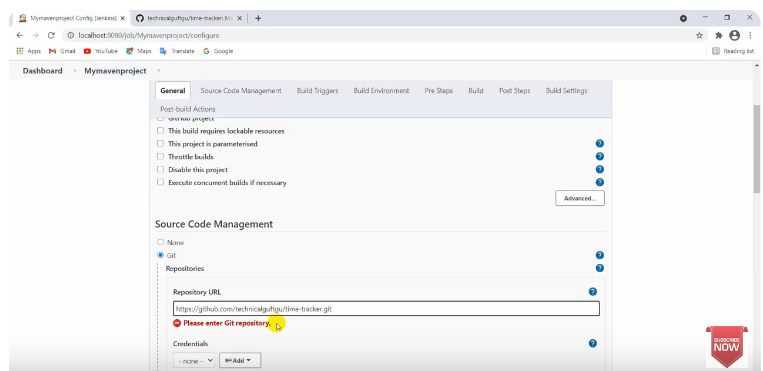 Mymavenproject Config [Jenkins]
technicalguftgu/time-tracker: Ma
localhost:8080/job/Mymavenproject/configure
Apps Gmail YouTube Maps Translate Google Reading list
Dashboard Mymavenproject
General Source Code Management Build Triggers Build Environment Pre Steps Build Post Steps Build Settings
Post-build Actions
GitHub project
This build requires lockable resources
This project is parameterised
Throttle builds
Disable this project
Execute concurrent builds if necessary
Advanced...
Source Code Management
None
Git
Repositories
Repository URL
https://github.com/technicalguftgu/time-tracker.git
Please enter Git repository.
Credentials
- none - Add
SUBSCRIBE
NOW